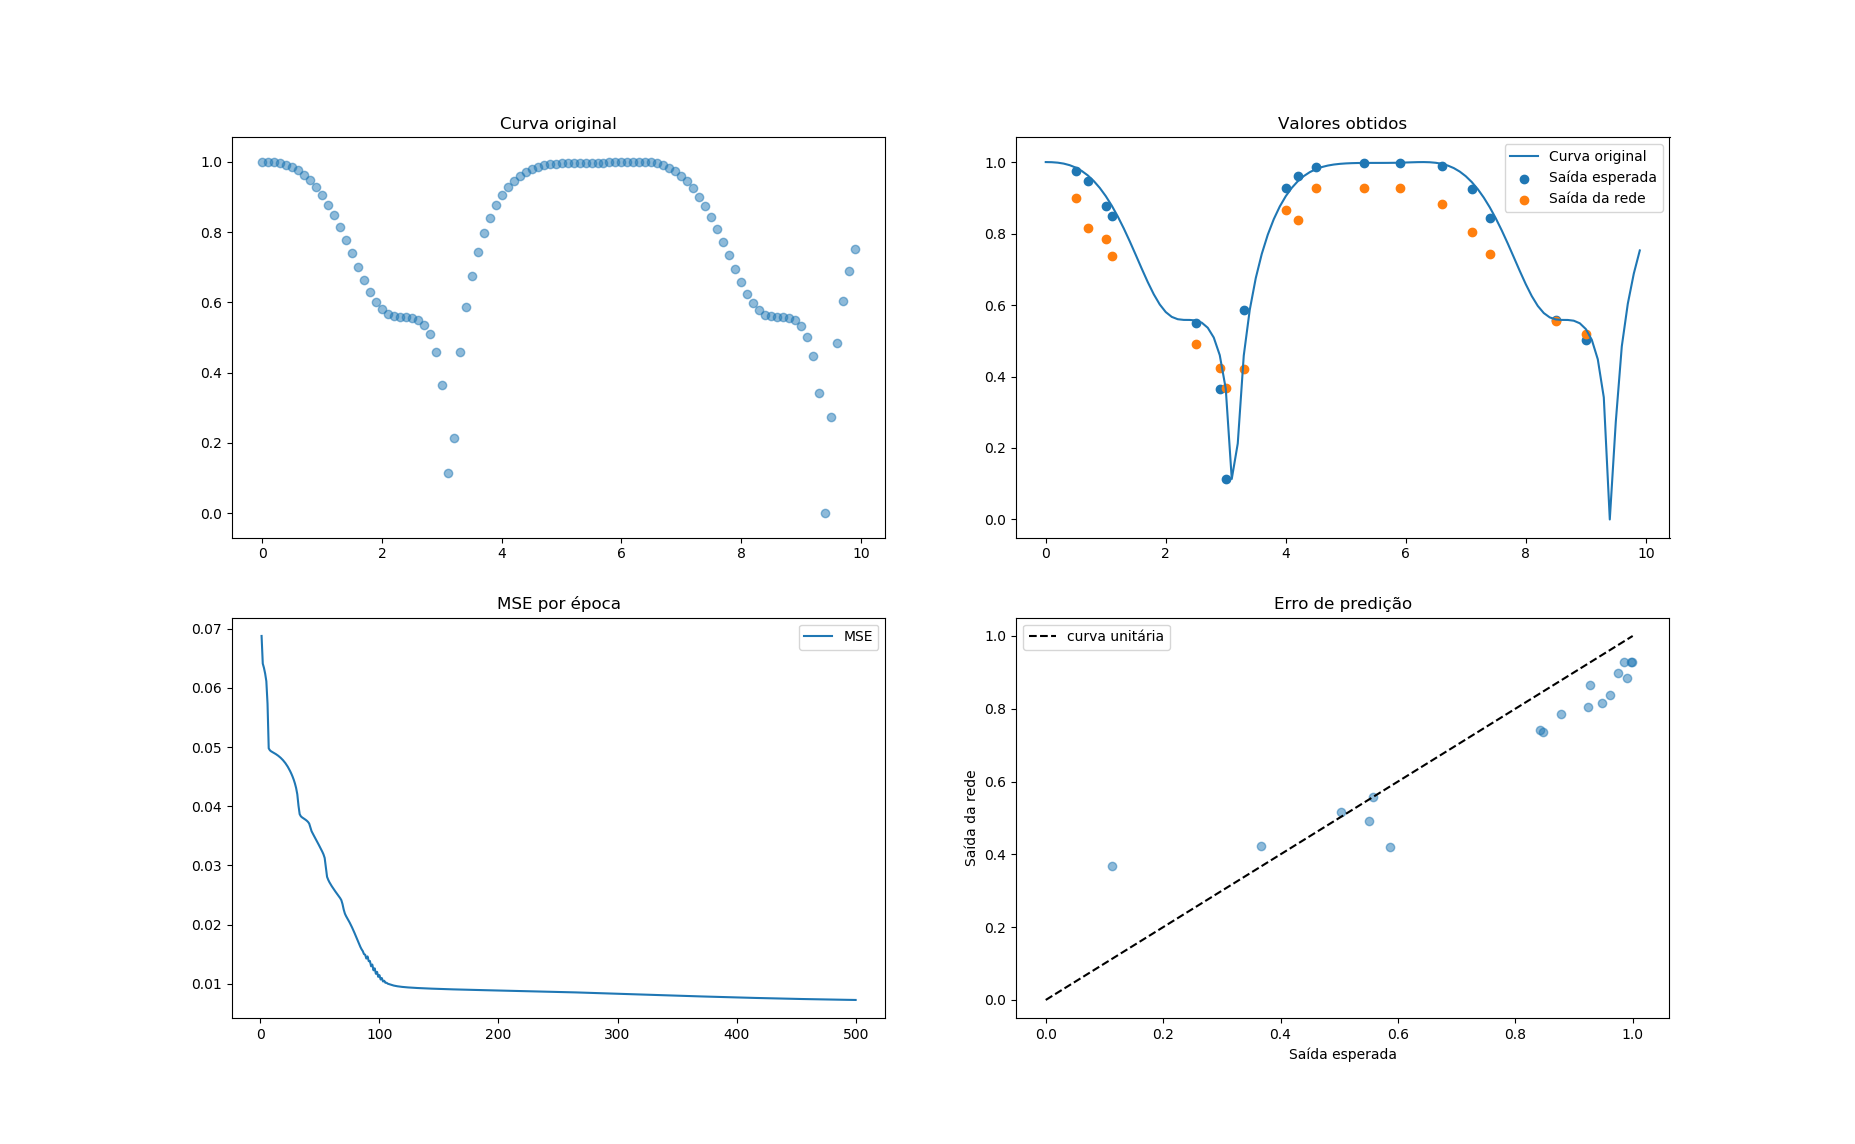 Curva original
1.0
0.8
0.6
0.4
0.2
0.0
0 2 4 6 8 10
Valores obtidos
Curva original
Saída esperada
Saída da rede
1.0
0.8
0.6
0.4
0.2
0.0
0 2 4 6 8 10
MSE por época
MSE
0.07
0.06
0.05
0.04
0.03
0.02
0.01
0 100 200 300 400 500
Erro de predição
curva unitária
Saída da rede
1.0
0.8
0.6
0.4
0.2
0.0
0.0 0.2 0.4 0.6 0.8 1.0
Saída esperada